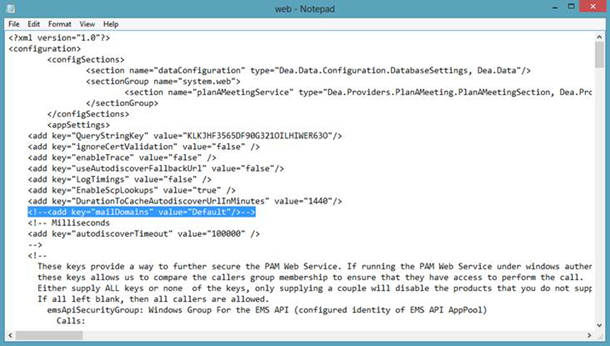 web - Notepad
File Edit Format View Help
<?xml version="1.0"?>
<configuration>
<configSections>
<section name="dataConfiguration" type="Dea.Data.Configuration.DatabaseSettings, Dea.Data"/>
<sectionGroup name="system.web">
<section name="planAMeetingService" type="Dea.Providers.PlanAMeeting.PlanAMeetingSection, Dea.Pro
</sectionGroup>
</configSections>
<appSettings>
<add key="QueryStringKey" value="KLKJHF3565DF90G321OILHIWER63O"/>
<add key="ignoreCertValidation" value="false" />
<add key="enableTrace" value="false" />
<add key="useAutodiscoverFallbackUrl" value="false"/>
<add key="LogTimings" value="false" />
<add key="EnableScpLookups" value="true" />
<add key="DurationToCacheAutodiscoverUrlInMinutes" value="1440"/>
<!--<add key="mailDomains" value="Default"/>-->
<!-- Milliseconds
<add key="autodiscoverTimeout" value="100000" />
-->
<!--
These keys provide a way to further secure the PAM Web Service. If running the PAM Web Service under windows authen
these keys allows us to compare the callers group membership to ensure that they have access to perform the call.
Either supply ALL keys or none of the keys, only supplying a couple will disable the products that you do not supp
If all left blank, then all callers are allowed.
emsApiSecurityGroup: Windows Group For the EMS API (configured identity of EMS API AppPool)
Calls: